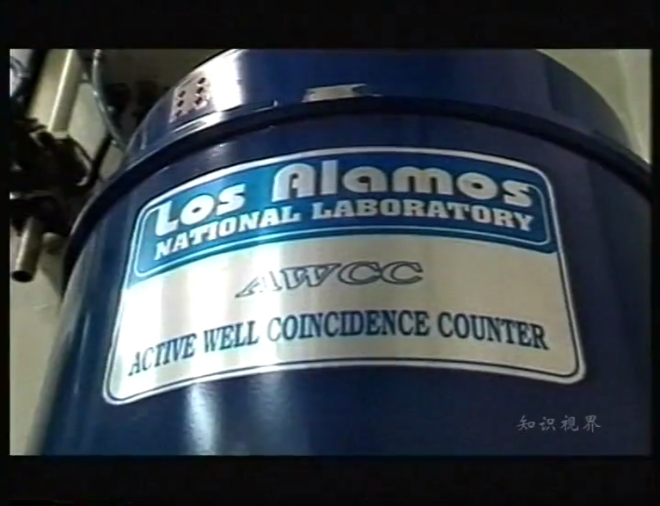 Los Alamos
NATIONAL LABORATORY
AWCC
ACTIVE WELL COINCIDENCE COUNTER
知识视界